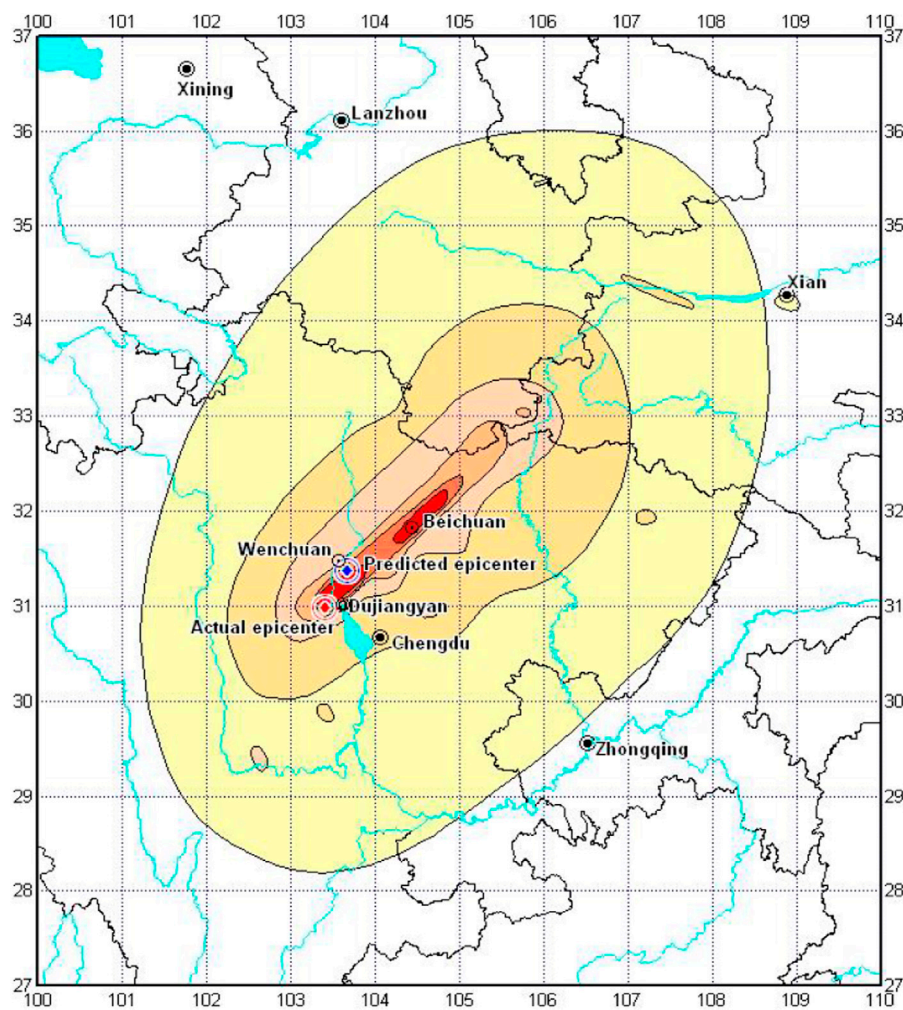 100 101 102 103 104 105 106 107 108 109 110
37 37
Xining
Lanzhou
36 36
35 35
Xian
34 34
33 33
32 32
Beichuan
Wenchuan
Predicted epicenter
31 Dujiangyan 31
Actual epicenter
Chengdu
30 30
Zhongqing
29 29
28 28
27 27
100 101 102 103 104 105 106 107 108 109 110